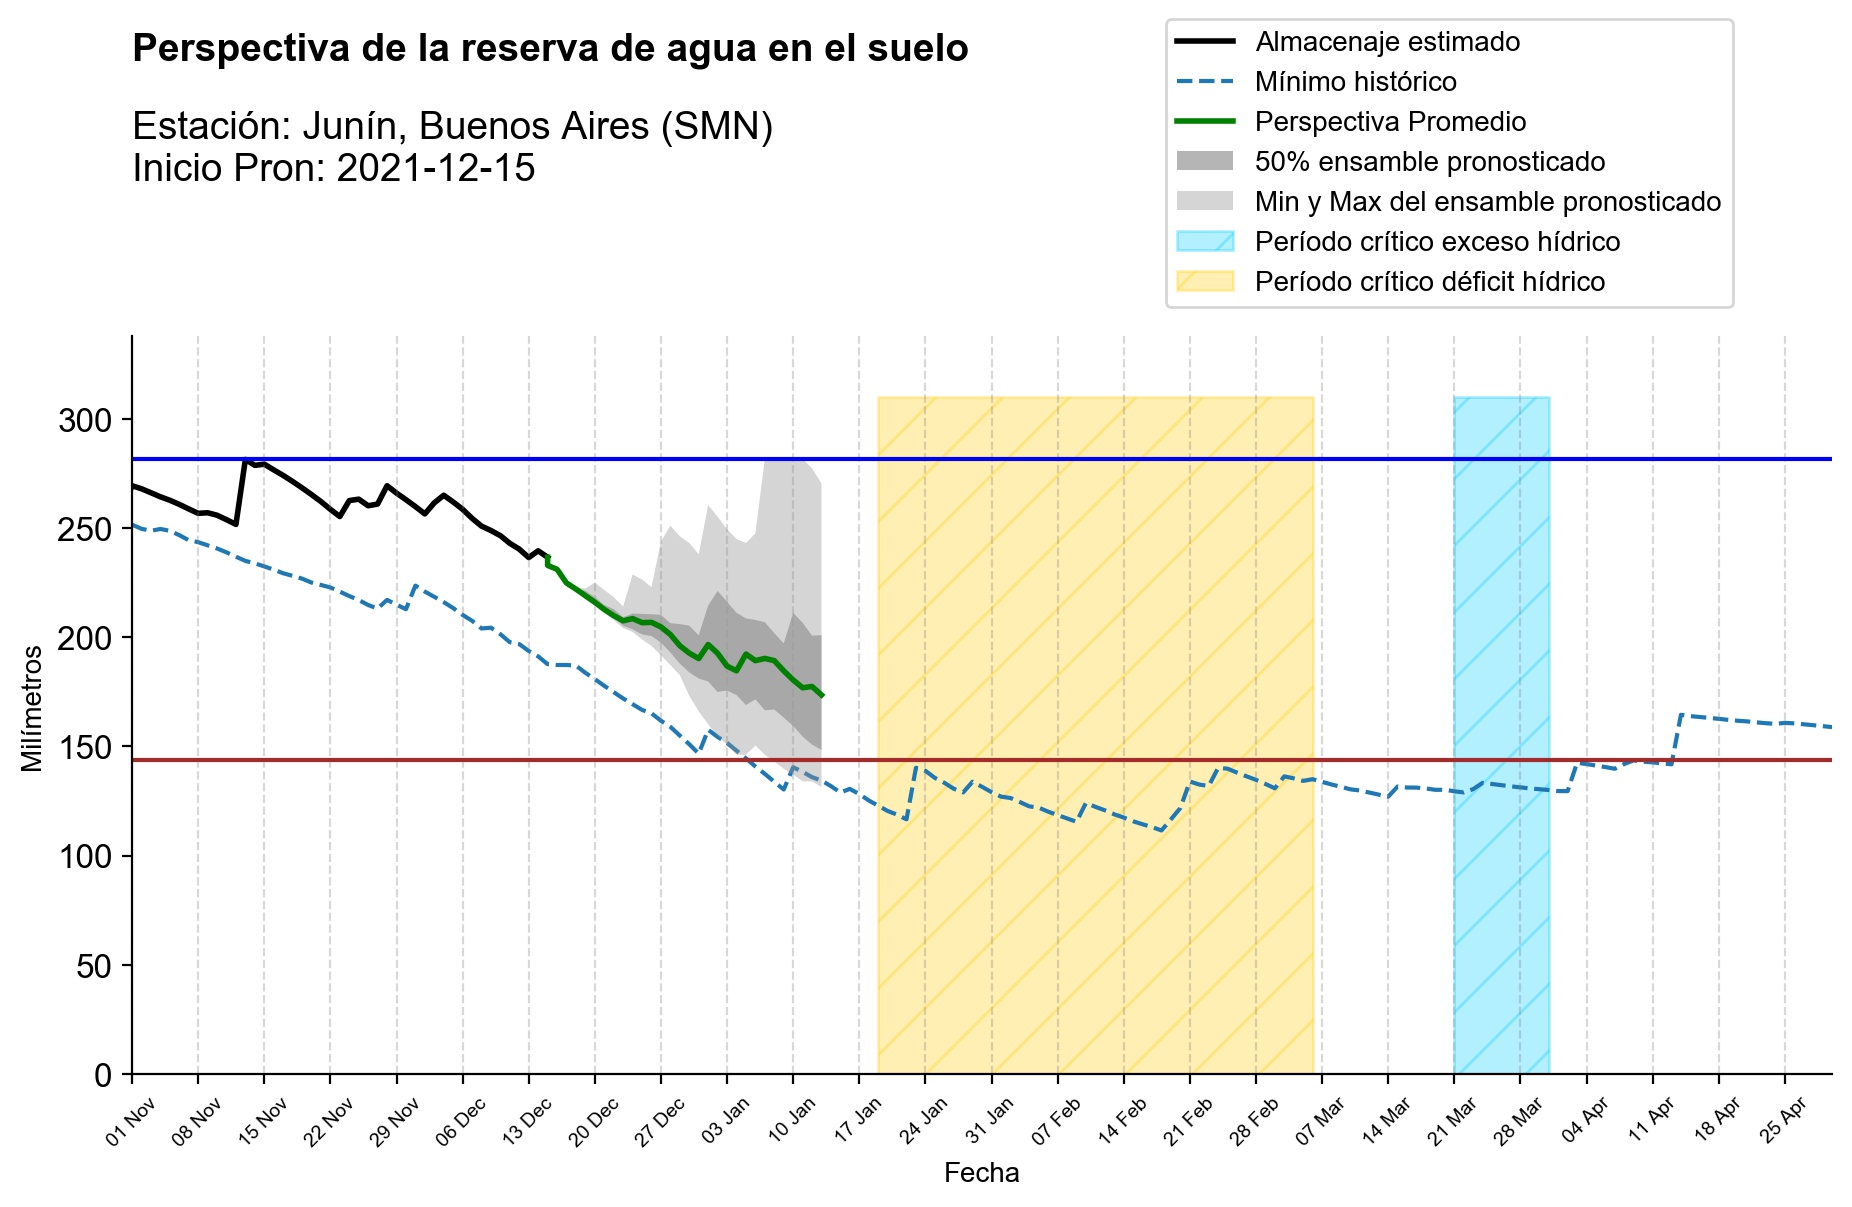 Perspectiva de la reserva de agua en el suelo
Estación: Junín, Buenos Aires (SMN)
Inicio Pron: 2021-12-15
Almacenaje estimado
Mínimo histórico
Perspectiva Promedio
50% ensamble pronosticado
Min y Max del ensamble pronosticado
Período crítico exceso hídrico
Período crítico déficit hídrico
Milímetros
300
250
200
150
100
50
0
01 Nov
08 Nov
15 Nov
22 Nov
29 Nov
06 Dec
13 Dec
20 Dec
27 Dec
03 Jan
10 Jan
17 Jan
24 Jan
31 Jan
07 Feb
14 Feb
21 Feb
28 Feb
07 Mar
14 Mar
21 Mar
28 Mar
04 Apr
11 Apr
18 Apr
25 Apr
Fecha